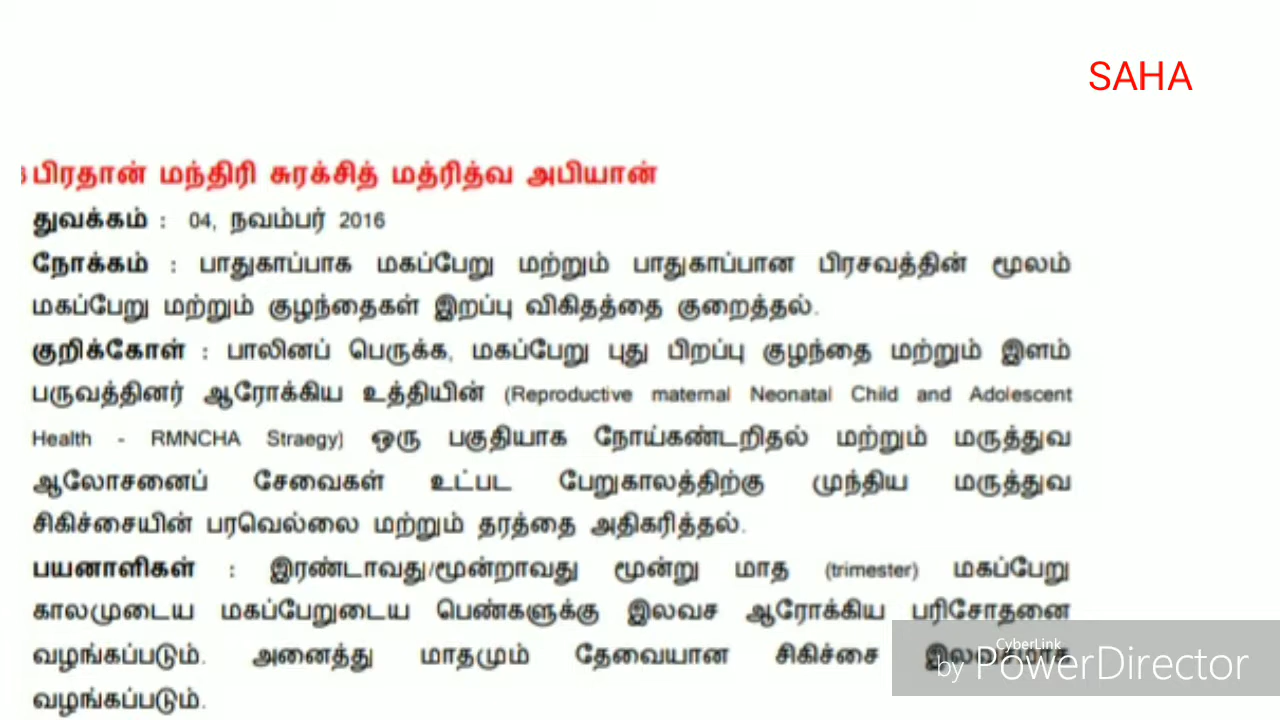 SAHA
பிரதான் மந்திரி சுரக்சித் மத்ரித்வ அபியான்
துவக்கம் : 04, நவம்பர் 2016
நோக்கம் : பாதுகாப்பாக மகப்பேறு மற்றும் பாதுகாப்பான பிரசவத்தின் மூலம்
மகப்பேறு மற்றும் குழந்தைகள் இறப்பு விகிதத்தை குறைத்தல்.
குறிக்கோள் : பாலினப் பெருக்க, மகப்பேறு புது பிறப்பு குழந்தை மற்றும் இளம்
பருவத்தினர் ஆரோக்கிய உத்தியின் (Reproductive maternal Neonatal Child and Adolescent
Health - RMNCHA Straegy) ஒரு பகுதியாக நோய்கண்டறிதல் மற்றும் மருத்துவ
ஆலோசனைப் சேவைகள் உட்பட பேறுகாலத்திற்கு முந்திய மருத்துவ
சிகிச்சையின் பரவெல்லை மற்றும் தரத்தை அதிகரித்தல்.
பயனாளிகள் : இரண்டாவது/மூன்றாவது மூன்று மாத (trimester) மகப்பேறு
காலமுடைய மகப்பேறுடைய பெண்களுக்கு இலவச ஆரோக்கிய பரிசோதனை
வழங்கப்படும். அனைத்து மாதமும் தேவையான சிகிச்சை இலவசமாக
வழங்கப்படும்.
CyberLink
by PowerDirector